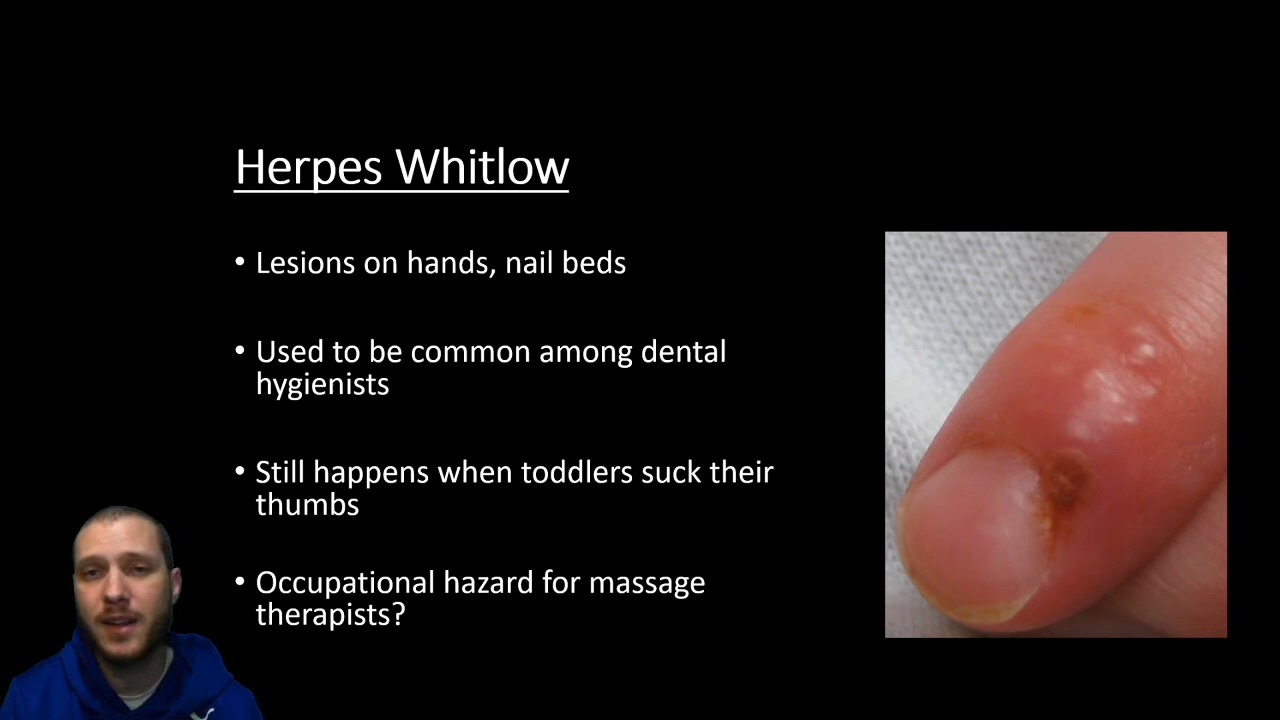 Herpes Whitlow
• Lesions on hands, nail beds
• Used to be common among dental
hygienists
• Still happens when toddlers suck their
thumbs
• Occupational hazard for massage
therapists?